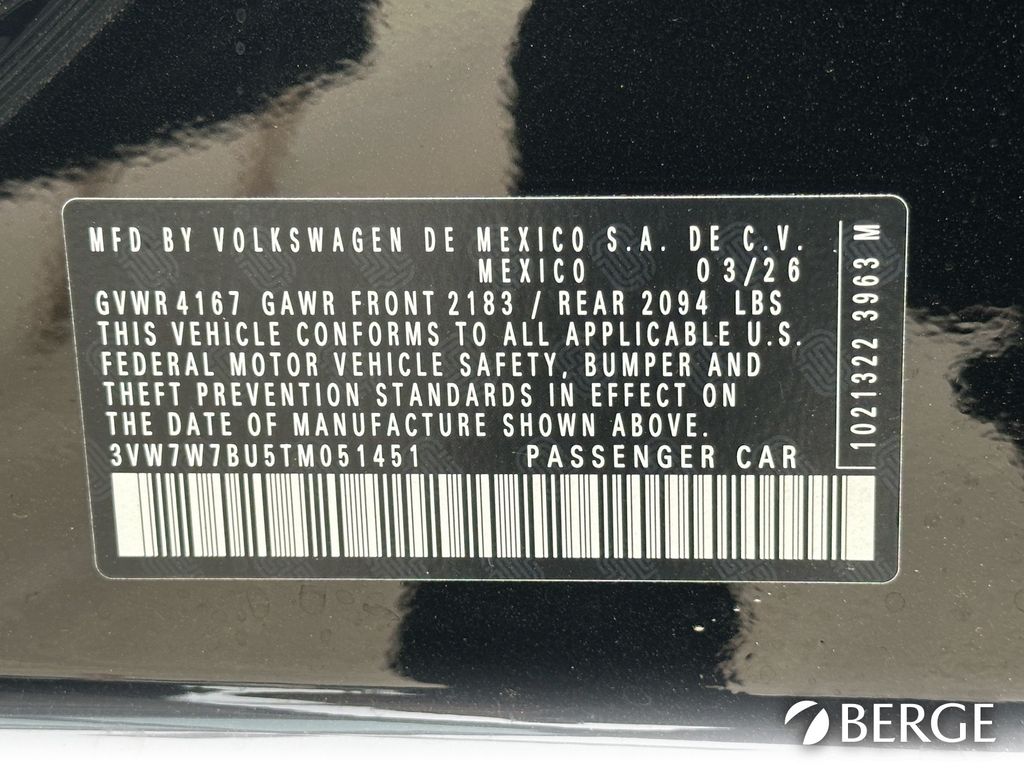 MFD BY VOLKSWAGEN DE MEXICO S.A. DE C.V.
MEXICO 03/26
GVWR 4167 GAWR FRONT 2183 / REAR 2094 LBS
THIS VEHICLE CONFORMS TO ALL APPLICABLE U.S.
FEDERAL MOTOR VEHICLE SAFETY, BUMPER AND
THEFT PREVENTION STANDARDS IN EFFECT ON
THE DATE OF MANUFACTURE SHOWN ABOVE.
3VW7W7BU5TM051451 PASSENGER CAR
1021322 3963 M
BERGE